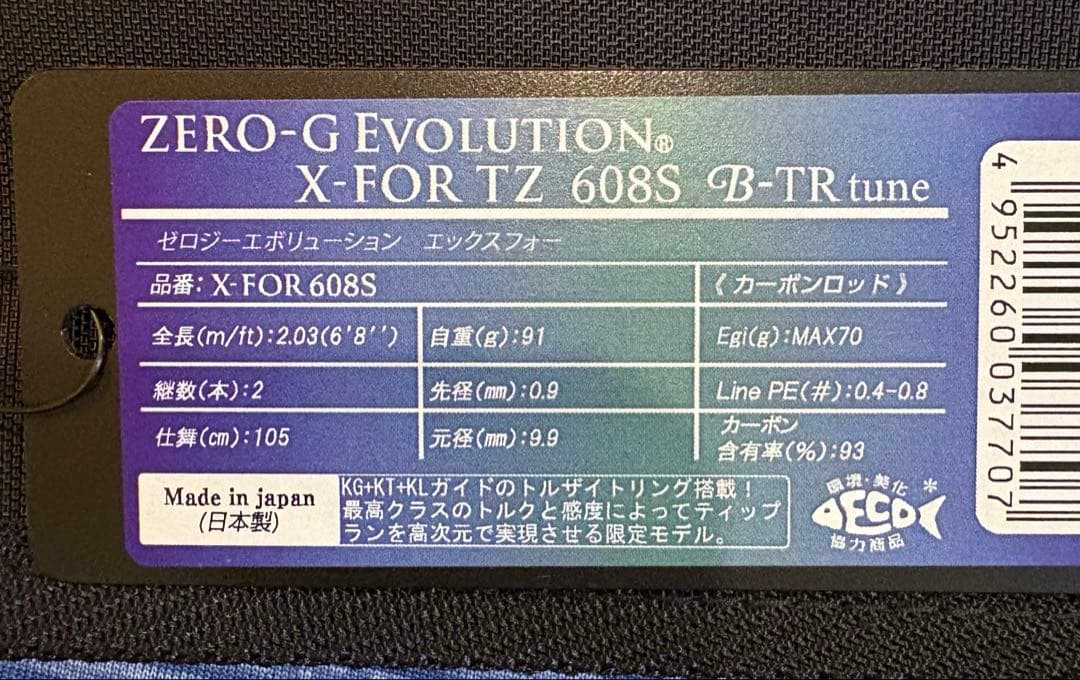 ZERO-G EVOLUTION®
X-FOR TZ 608S B-TR tune
ゼロジーエボリューション エックスフォー
品番: X-FOR608S 《 カーボンロッド 》
全長(m/ft):2.03(6'8'') 自重(g):91 Egi(g):MAX70
継数(本):2 先径(mm):0.9 Line PE(#):0.4-0.8
仕舞(cm):105 元径(mm):9.9 カーボン
含有率(%):93
Made in japan
(日本製)
KG+KT+KLガイドのトルザイトリング搭載!
最高クラスのトルクと感度によってティップ
ランを高次元で実現させる限定モデル。
環境・美化
ECO
協力商品
4 952260 037707